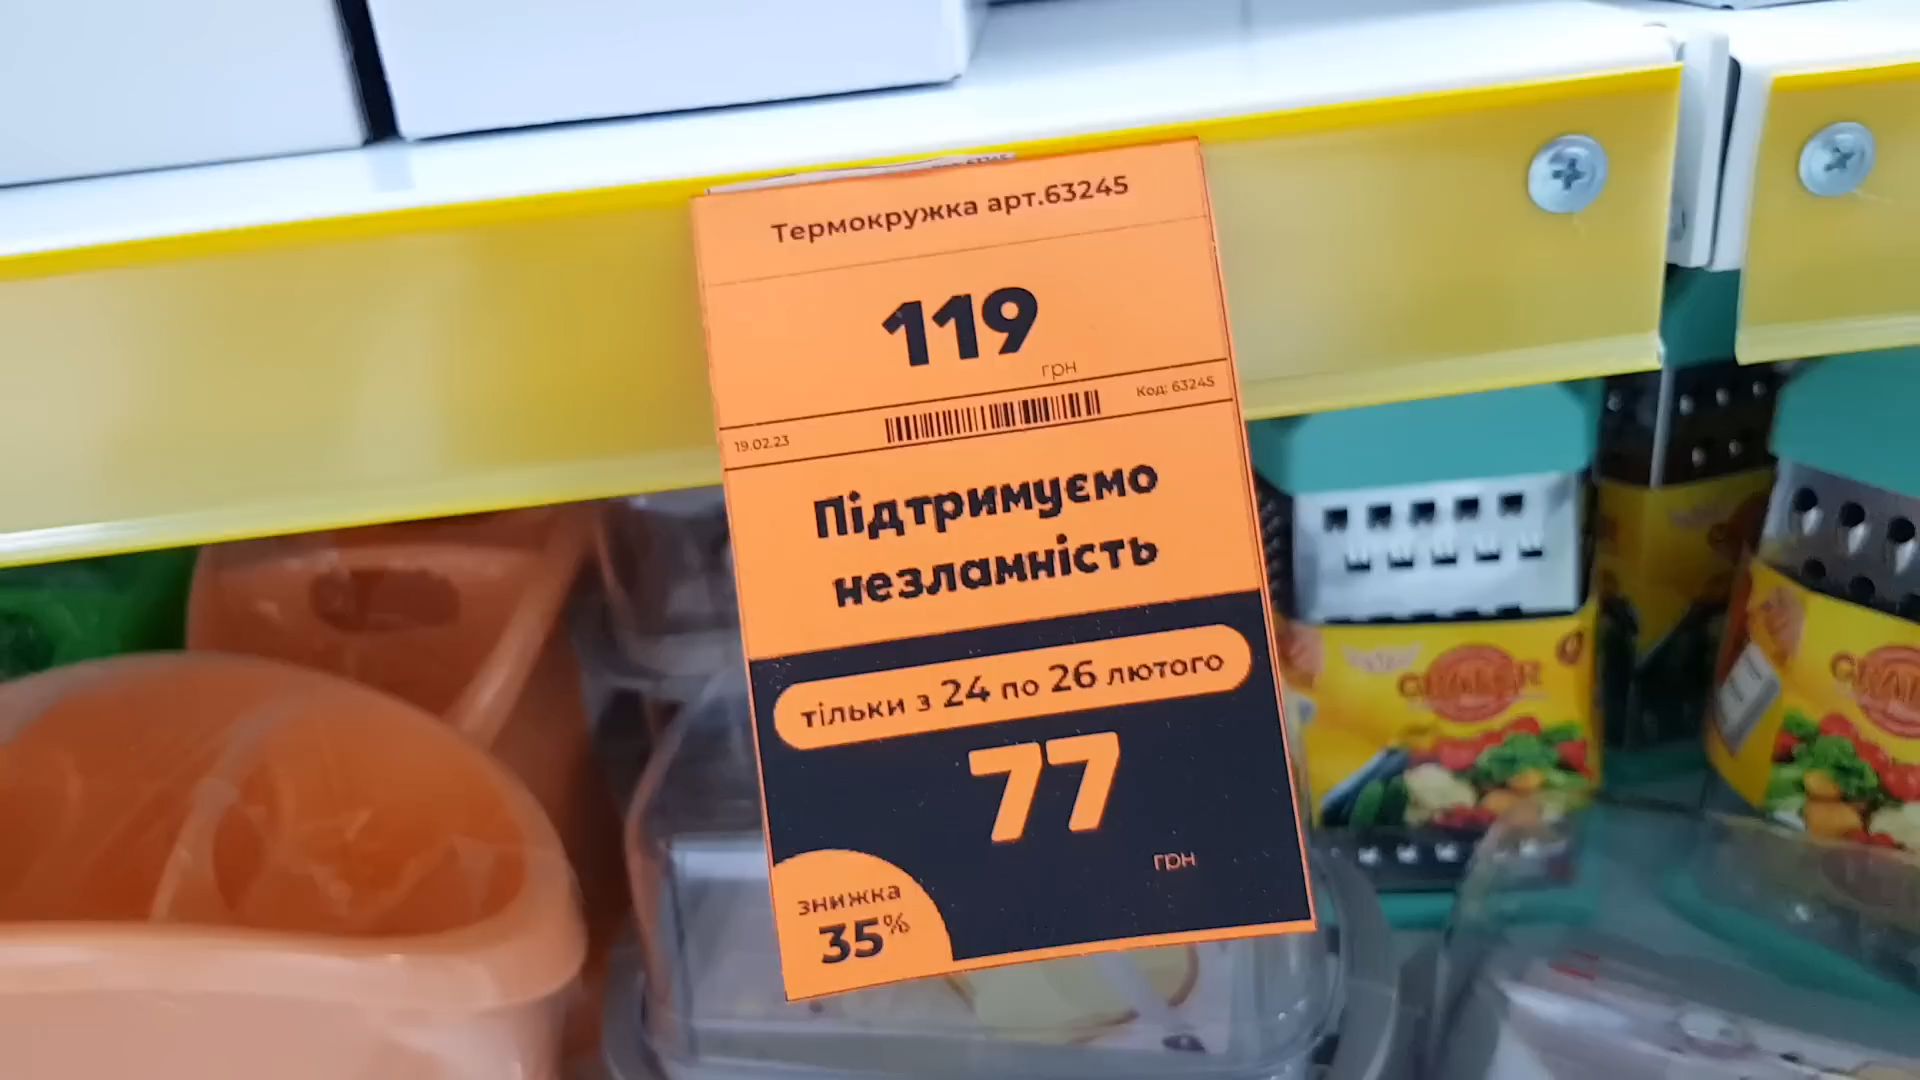 Термокружка арт.63245
119
грн
19.02.23
Код: 63245
Підтримуємо
незламність
тільки з 24 по 26 лютого
77
грн
знижка
35%